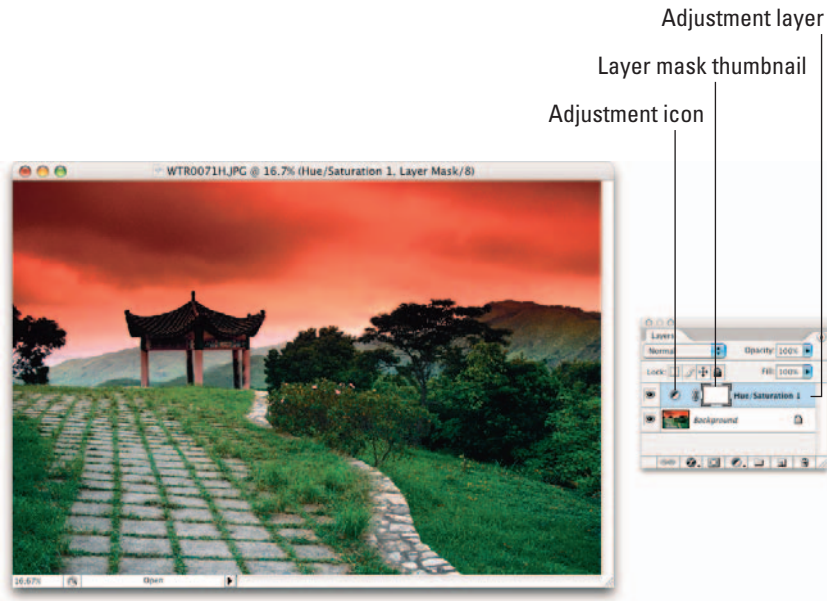 Adjustment layer
Layer mask thumbnail
Adjustment icon
WTR0071H.JPG @ 16.7% (Hue/Saturation 1, Layer Mask/8)
Layers
Normal Opacity: 100%
Lock: Fill: 100%
Hue/Saturation 1
Background
16.67% Open